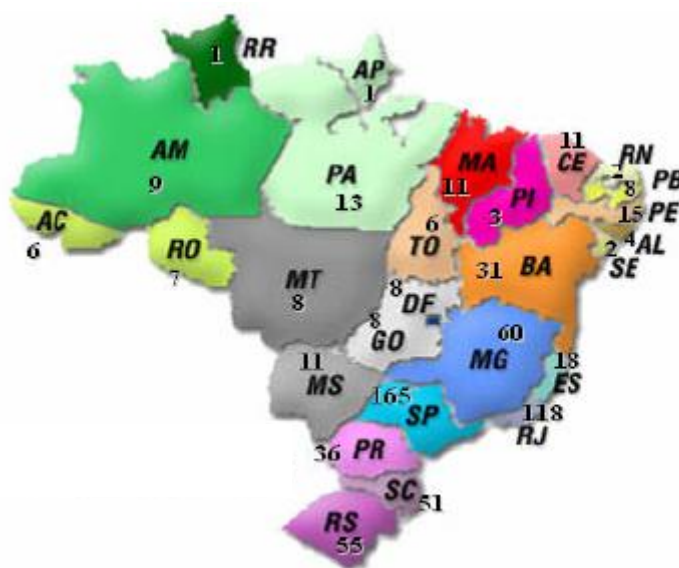 1 RR
AP
1
AM
9
PA
13
MA
11
PI
3
11
CE
RN
8 PB
15 PE
4 AL
2
SE
AC
6
RO
7
MT
8
6
TO
8
DF
8
GO
31 BA
60
MG
18
ES
118
RJ
11
MS
165
SP
36 PR
SC
51
RS
55